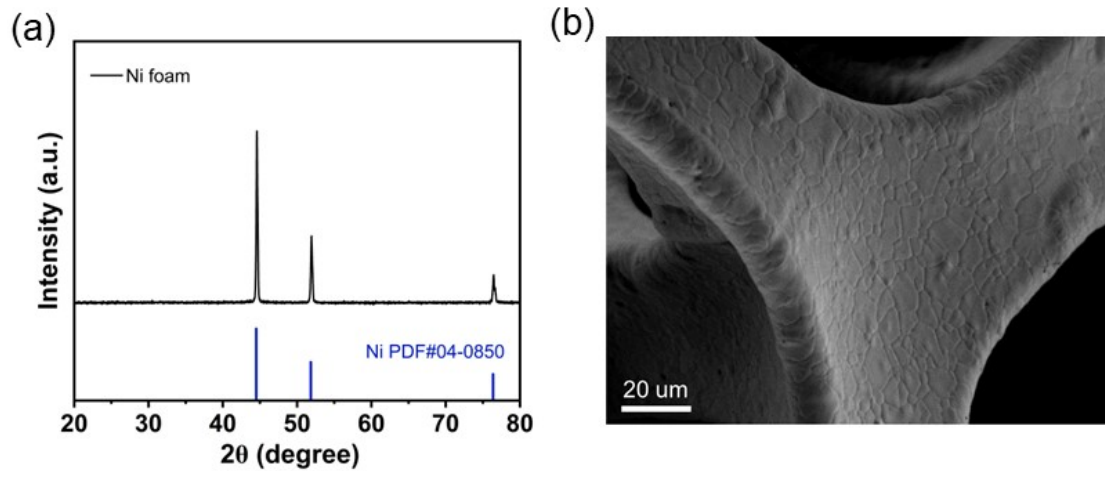 (a)
Ni foam
Intensity (a.u.)
Ni PDF#04-0850
20 30 40 50 60 70 80
2θ (degree)
(b)
20 um